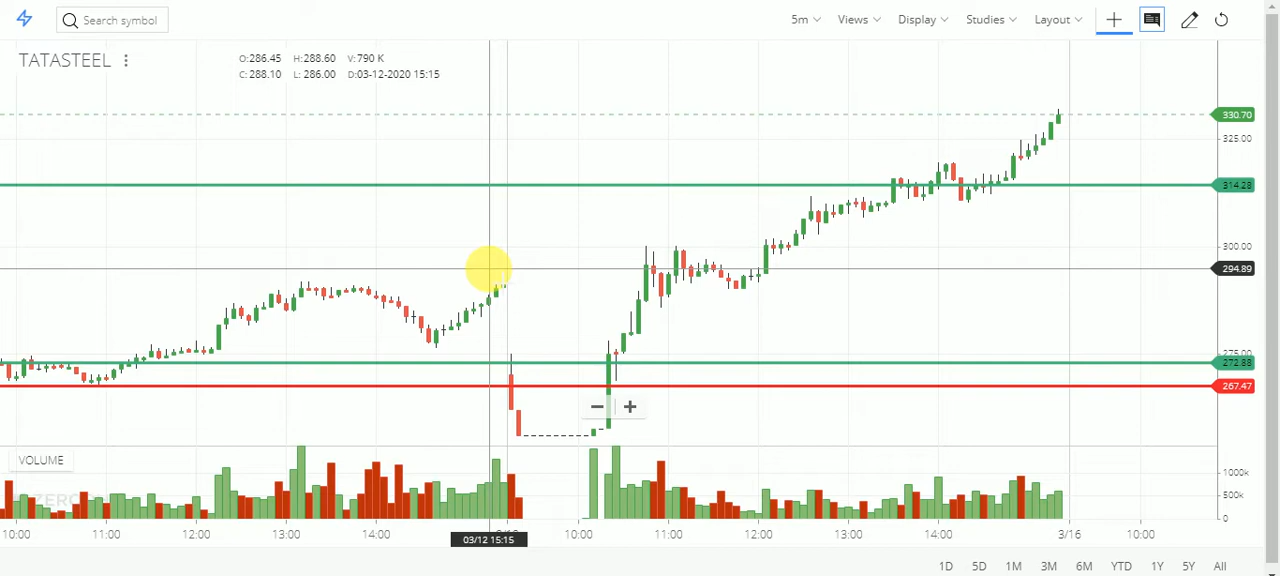 Search symbol
5m Views Display Studies Layout
TATASTEEL
O:286.45 H:288.60 V:790 K
C:288.10 L:286.00 D:03-12-2020 15:15
330.70
325.00
314.28
300.00
294.89
275.00
272.88
267.47
VOLUME
1000k
500k
0
10:00 11:00 12:00 13:00 14:00 10:00 11:00 12:00 13:00 14:00 3/16 10:00
03/12 15:15
1D 5D 1M 3M 6M YTD 1Y 5Y All